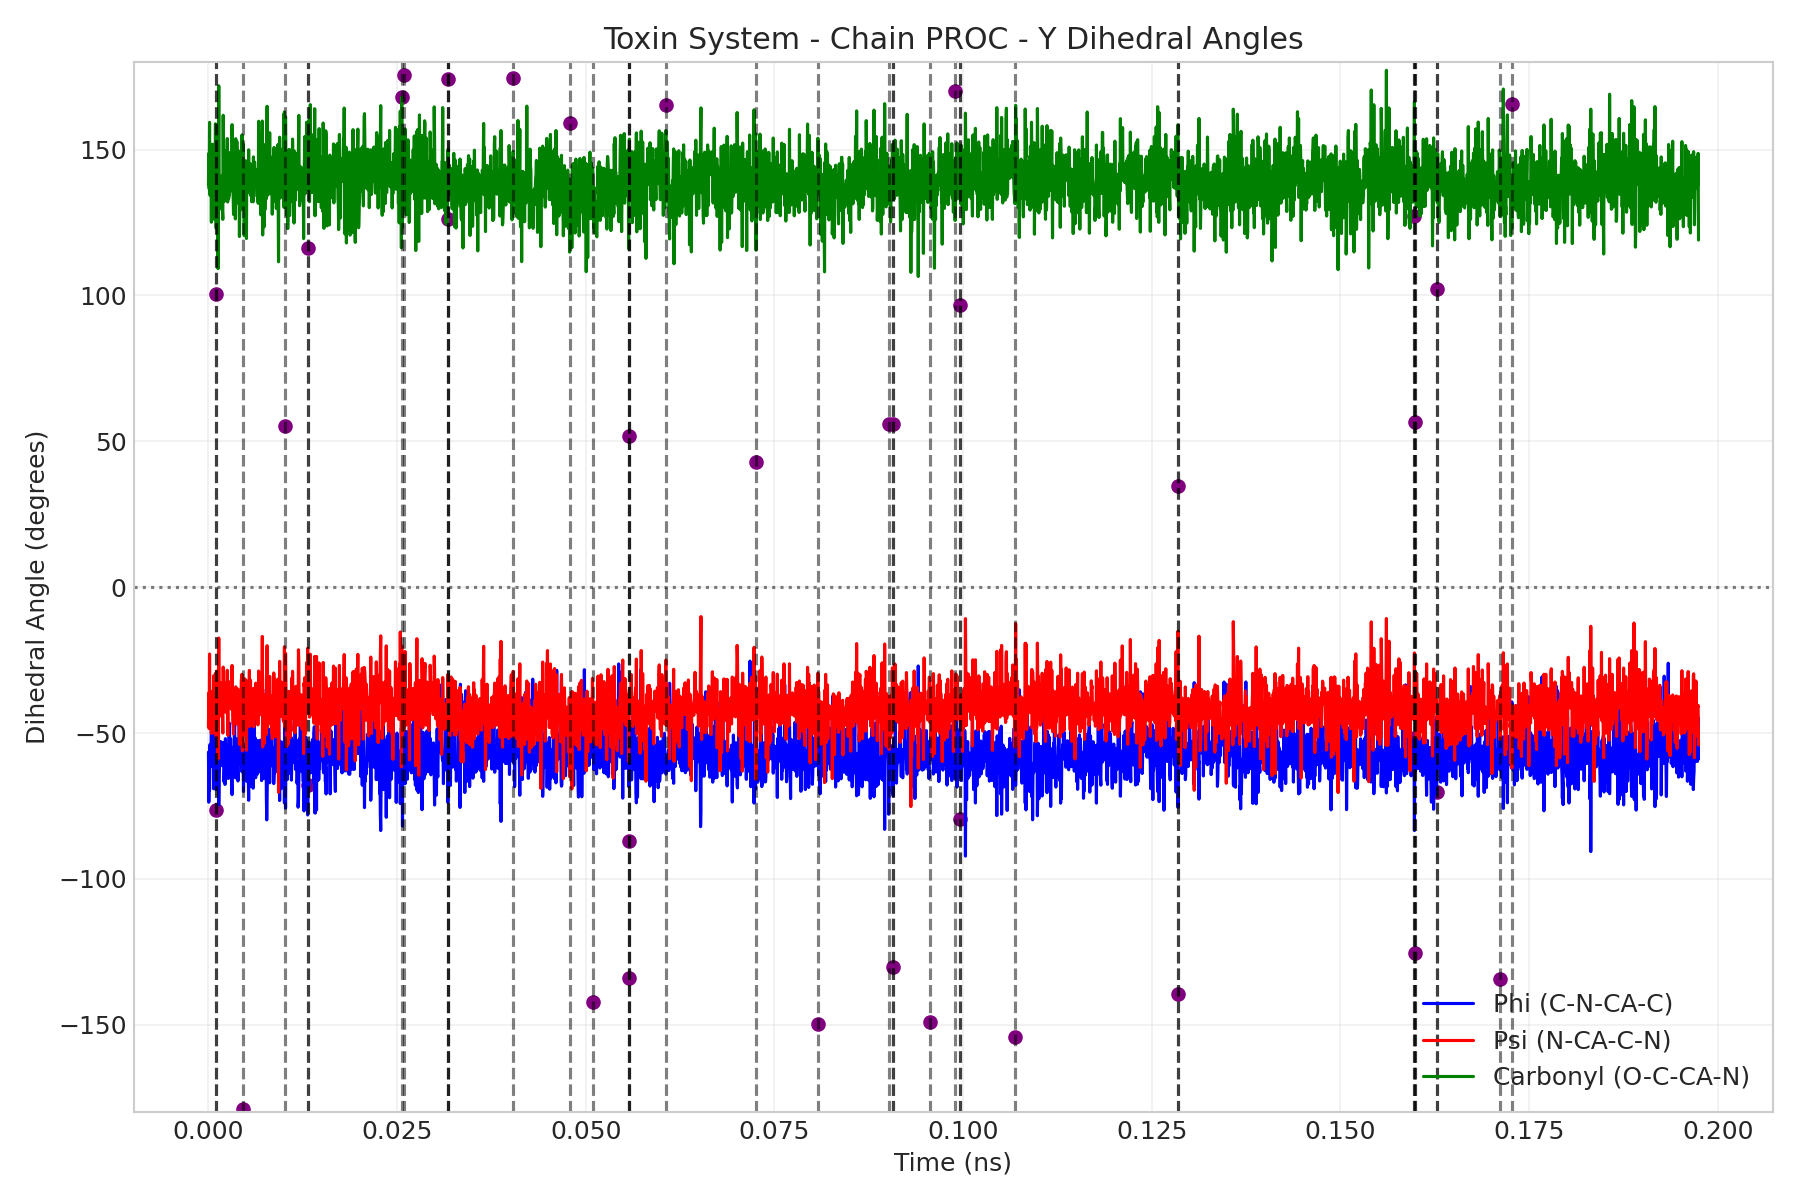 Toxin System - Chain PROC - Y Dihedral Angles
Dihedral Angle (degrees)
150
100
50
0
−50
−100
−150
Phi (C-N-CA-C)
Psi (N-CA-C-N)
Carbonyl (O-C-CA-N)
0.000 0.025 0.050 0.075 0.100 0.125 0.150 0.175 0.200
Time (ns)